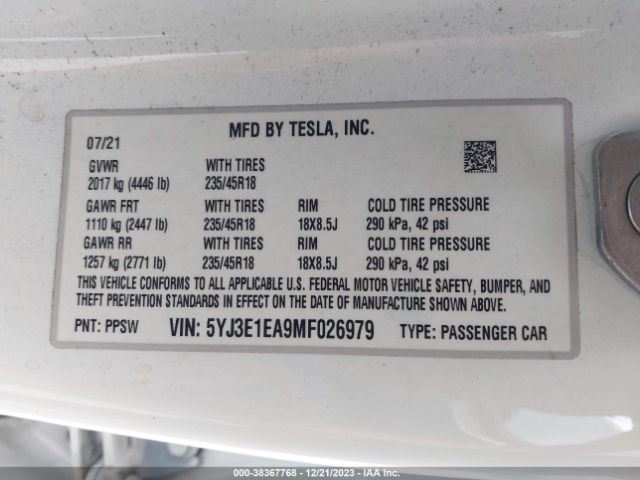 MFD BY TESLA, INC.
07/21
GVWR WITH TIRES
2017 kg (4446 lb) 235/45R18
GAWR FRT WITH TIRES RIM COLD TIRE PRESSURE
1110 kg (2447 lb) 235/45R18 18X8.5J 290 kPa, 42 psi
GAWR RR WITH TIRES RIM COLD TIRE PRESSURE
1257 kg (2771 lb) 235/45R18 18X8.5J 290 kPa, 42 psi
THIS VEHICLE CONFORMS TO ALL APPLICABLE U.S. FEDERAL MOTOR VEHICLE SAFETY, BUMPER, AND
THEFT PREVENTION STANDARDS IN EFFECT ON THE DATE OF MANUFACTURE SHOWN ABOVE.
PNT: PPSW VIN: 5YJ3E1EA9MF026979 TYPE: PASSENGER CAR
000-38367768 - 12/21/2023 - IAA Inc.